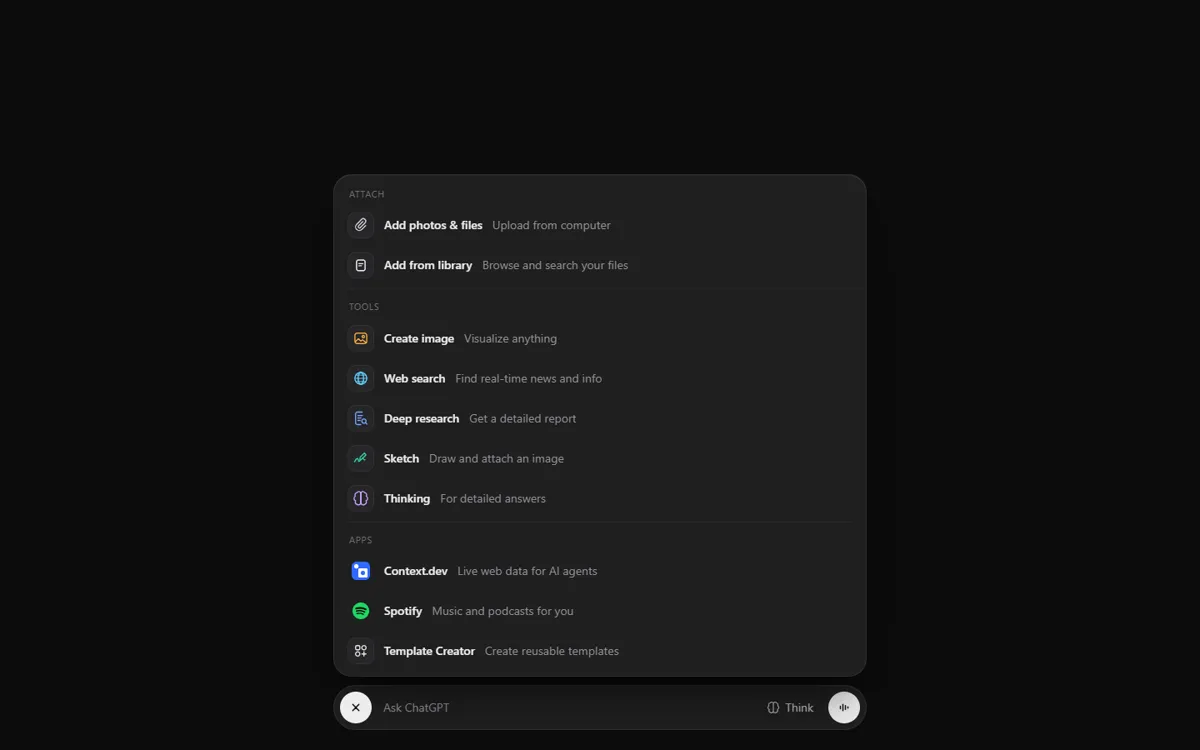 ATTACH
Add photos & files Upload from computer
Add from library Browse and search your files
TOOLS
Create image Visualize anything
Web search Find real-time news and info
Deep research Get a detailed report
Sketch Draw and attach an image
Thinking For detailed answers
APPS
Context.dev Live web data for AI agents
Spotify Music and podcasts for you
Template Creator Create reusable templates
Ask ChatGPT Think